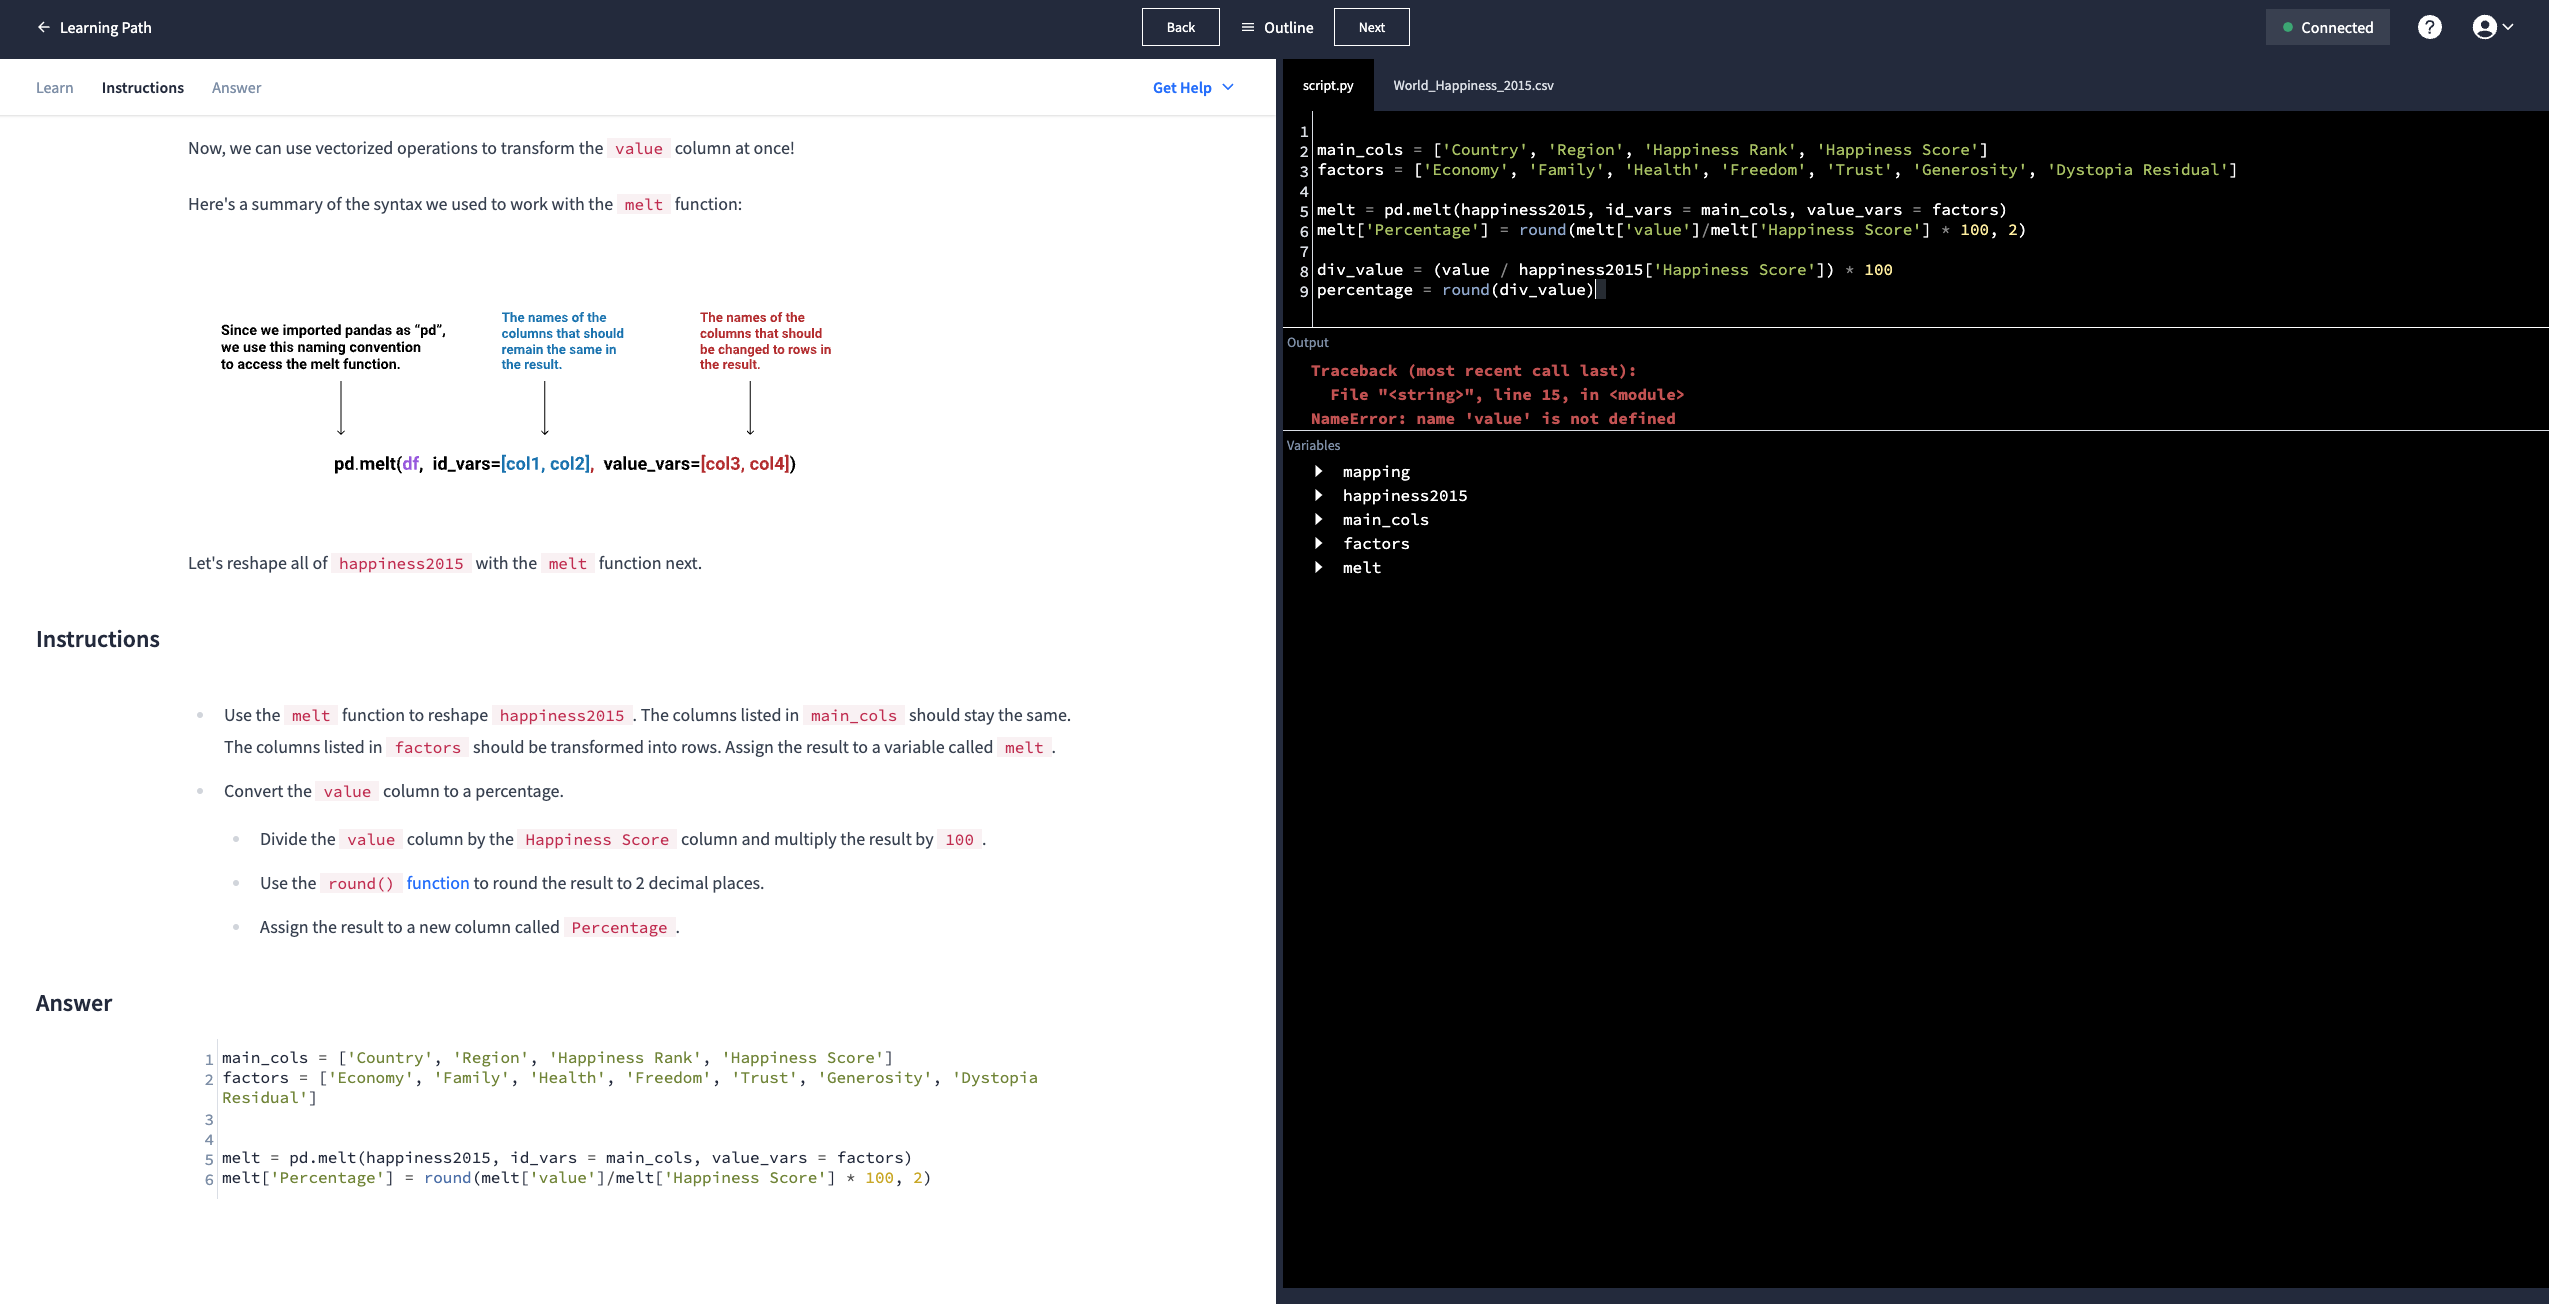 Learning Path
Back
Outline
Next
Connected
?
Learn Instructions Answer
Get Help
Now, we can use vectorized operations to transform the value column at once!
Here's a summary of the syntax we used to work with the melt function:
Since we imported pandas as “pd”,
we use this naming convention
to access the melt function.
The names of the
columns that should
remain the same in
the result.
The names of the
columns that should
be changed to rows in
the result.
pd.melt(df, id_vars=[col1, col2], value_vars=[col3, col4])
Let's reshape all of happiness2015 with the melt function next.
Instructions
Use the melt function to reshape happiness2015 . The columns listed in main_cols should stay the same.
The columns listed in factors should be transformed into rows. Assign the result to a variable called melt .
Convert the value column to a percentage.
Divide the value column by the Happiness Score column and multiply the result by 100 .
Use the round() function to round the result to 2 decimal places.
Assign the result to a new column called Percentage .
Answer
1 main_cols = ['Country', 'Region', 'Happiness Rank', 'Happiness Score']
2 factors = ['Economy', 'Family', 'Health', 'Freedom', 'Trust', 'Generosity', 'Dystopia
Residual']
3
4
5 melt = pd.melt(happiness2015, id_vars = main_cols, value_vars = factors)
6 melt['Percentage'] = round(melt['value']/melt['Happiness Score'] * 100, 2)
script.py
World_Happiness_2015.csv
1
2 main_cols = ['Country', 'Region', 'Happiness Rank', 'Happiness Score']
3 factors = ['Economy', 'Family', 'Health', 'Freedom', 'Trust', 'Generosity', 'Dystopia Residual']
4
5 melt = pd.melt(happiness2015, id_vars = main_cols, value_vars = factors)
6 melt['Percentage'] = round(melt['value']/melt['Happiness Score'] * 100, 2)
7
8 div_value = (value / happiness2015['Happiness Score']) * 100
9 percentage = round(div_value)
Output
Traceback (most recent call last):
File "<string>", line 15, in <module>
NameError: name 'value' is not defined
Variables
mapping
happiness2015
main_cols
factors
melt